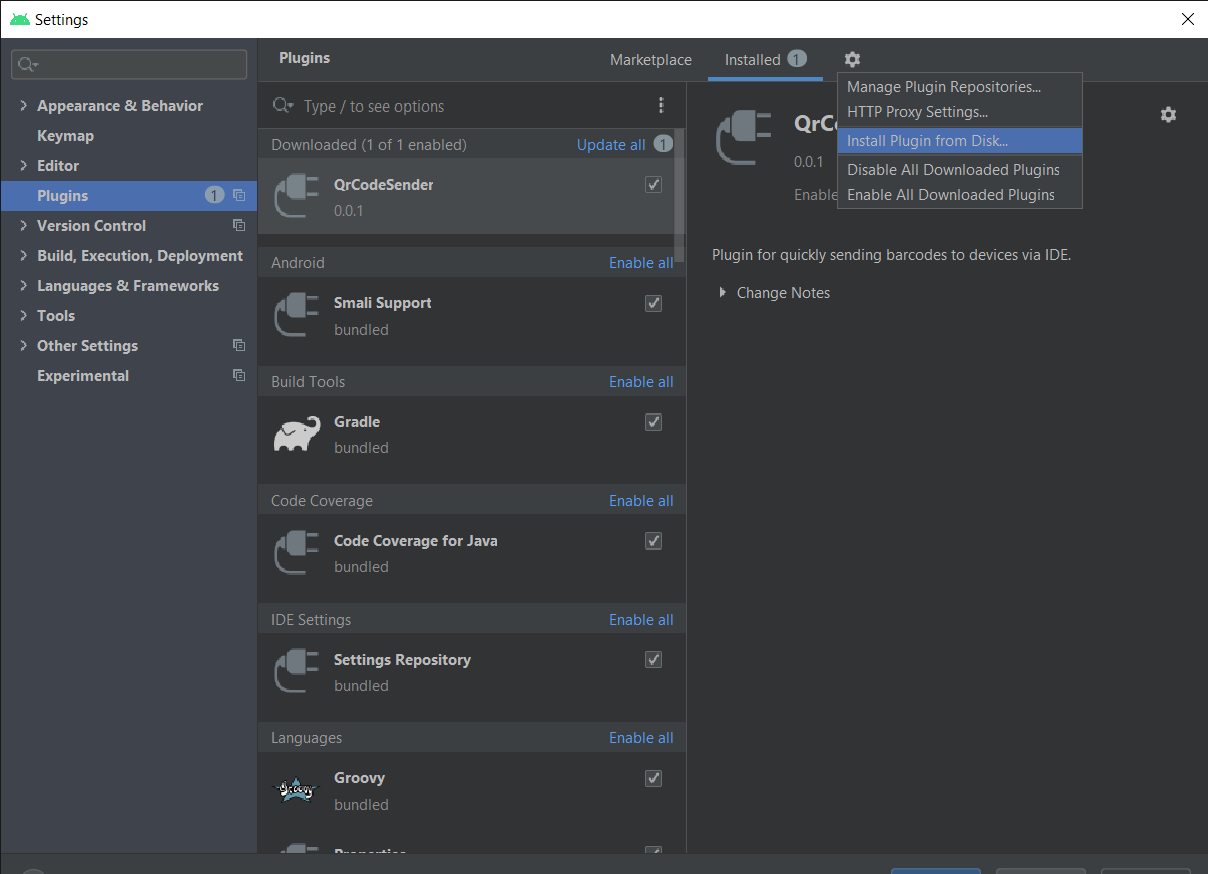 Settings
Plugins
Marketplace
Installed 1
Appearance & Behavior
Keymap
Editor
Plugins 1
Version Control
Build, Execution, Deployment
Languages & Frameworks
Tools
Other Settings
Experimental
Type / to see options
Downloaded (1 of 1 enabled) Update all 1
QrCodeSender
0.0.1
Android Enable all
Smali Support
bundled
Build Tools Enable all
Gradle
bundled
Code Coverage Enable all
Code Coverage for Java
bundled
IDE Settings Enable all
Settings Repository
bundled
Languages Enable all
Groovy
bundled
Properties
Manage Plugin Repositories...
HTTP Proxy Settings...
Install Plugin from Disk...
Disable All Downloaded Plugins
Enable All Downloaded Plugins
QrCo
0.0.1
Enable
Plugin for quickly sending barcodes to devices via IDE.
Change Notes